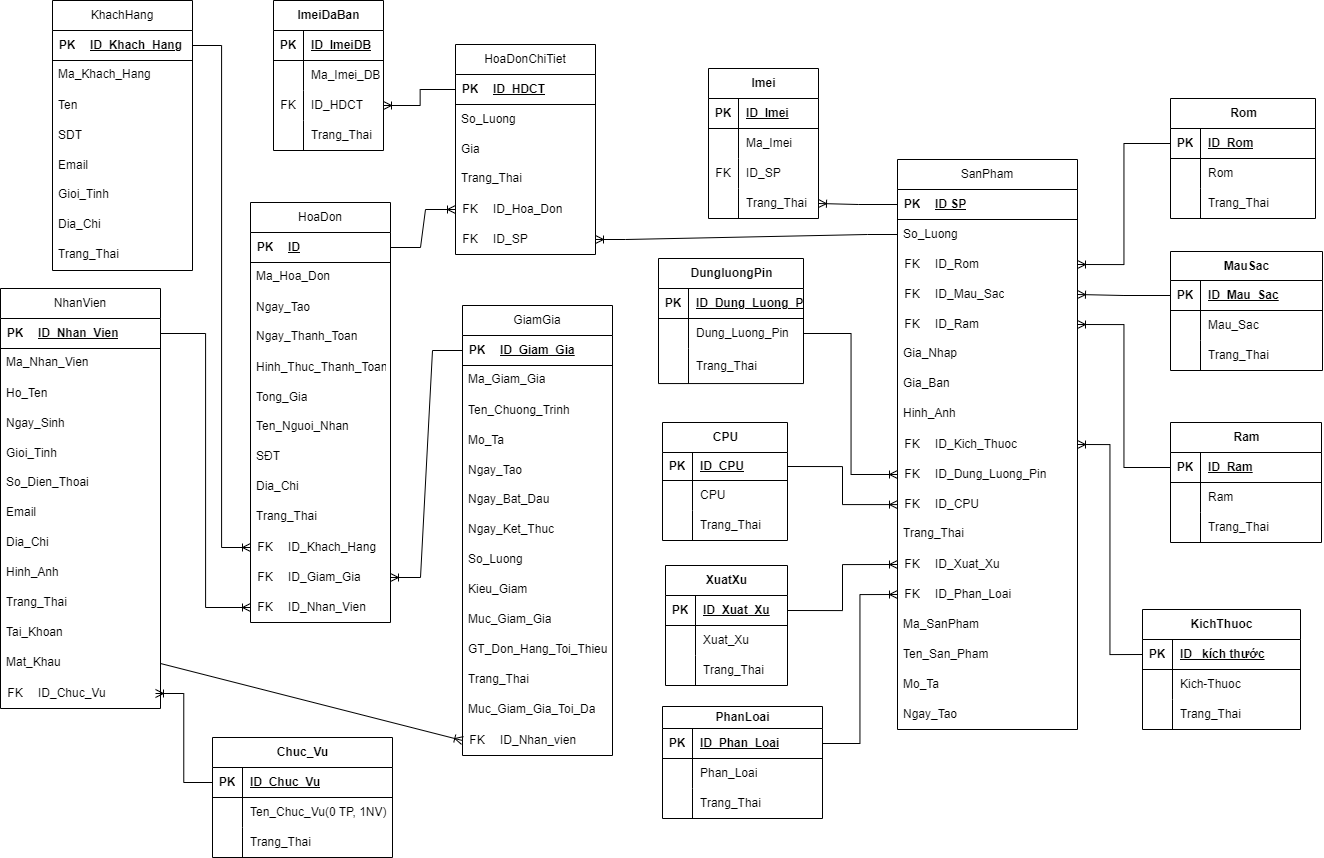 KhachHang
PK ID_Khach_Hang
Ma_Khach_Hang
Ten
SDT
Email
Gioi_Tinh
Dia_Chi
Trang_Thai
ImeiDaBan
PK ID_ImeiDB
Ma_Imei_DB
FK ID_HDCT
Trang_Thai
HoaDonChiTiet
PK ID_HDCT
So_Luong
Gia
Trang_Thai
FK ID_Hoa_Don
FK ID_SP
Imei
PK ID_Imei
Ma_Imei
FK ID_SP
Trang_Thai
SanPham
PK ID_SP
So_Luong
FK ID_Rom
FK ID_Mau_Sac
FK ID_Ram
Gia_Nhap
Gia_Ban
Hinh_Anh
FK ID_Kich_Thuoc
FK ID_Dung_Luong_Pin
FK ID_CPU
Trang_Thai
FK ID_Xuat_Xu
FK ID_Phan_Loai
Ma_SanPham
Ten_San_Pham
Mo_Ta
Ngay_Tao
Rom
PK ID_Rom
Rom
Trang_Thai
MauSac
PK ID_Mau_Sac
Mau_Sac
Trang_Thai
Ram
PK ID_Ram
Ram
Trang_Thai
KichThuoc
PK ID_ kích thước
Kich-Thuoc
Trang_Thai
HoaDon
PK ID
Ma_Hoa_Don
Ngay_Tao
Ngay_Thanh_Toan
Hinh_Thuc_Thanh_Toan
Tong_Gia
Ten_Nguoi_Nhan
SĐT
Dia_Chi
Trang_Thai
FK ID_Khach_Hang
FK ID_Giam_Gia
FK ID_Nhan_Vien
NhanVien
PK ID_Nhan_Vien
Ma_Nhan_Vien
Ho_Ten
Ngay_Sinh
Gioi_Tinh
So_Dien_Thoai
Email
Dia_Chi
Hinh_Anh
Trang_Thai
Tai_Khoan
Mat_Khau
FK ID_Chuc_Vu
GiamGia
PK ID_Giam_Gia
Ma_Giam_Gia
Ten_Chuong_Trinh
Mo_Ta
Ngay_Tao
Ngay_Bat_Dau
Ngay_Ket_Thuc
So_Luong
Kieu_Giam
Muc_Giam_Gia
GT_Don_Hang_Toi_Thieu
Trang_Thai
Muc_Giam_Gia_Toi_Da
FK ID_Nhan_vien
DungluongPin
PK ID_Dung_Luong_P
Dung_Luong_Pin
Trang_Thai
CPU
PK ID_CPU
CPU
Trang_Thai
XuatXu
PK ID_Xuat_Xu
Xuat_Xu
Trang_Thai
PhanLoai
PK ID_Phan_Loai
Phan_Loai
Trang_Thai
Chuc_Vu
PK ID_Chuc_Vu
Ten_Chuc_Vu(0 TP, 1NV)
Trang_Thai